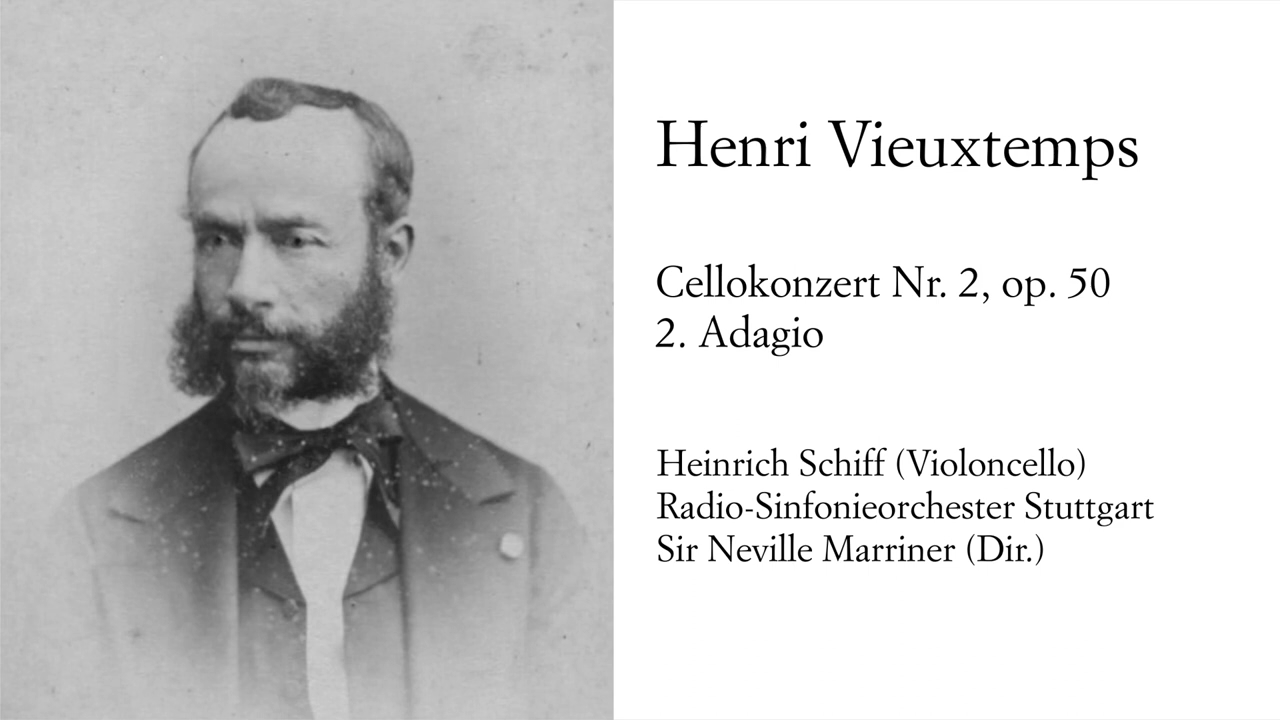 Henri Vieuxtemps
Cellokonzert Nr. 2, op. 50
2. Adagio
Heinrich Schiff (Violoncello)
Radio-Sinfonieorchester Stuttgart
Sir Neville Marriner (Dir.)